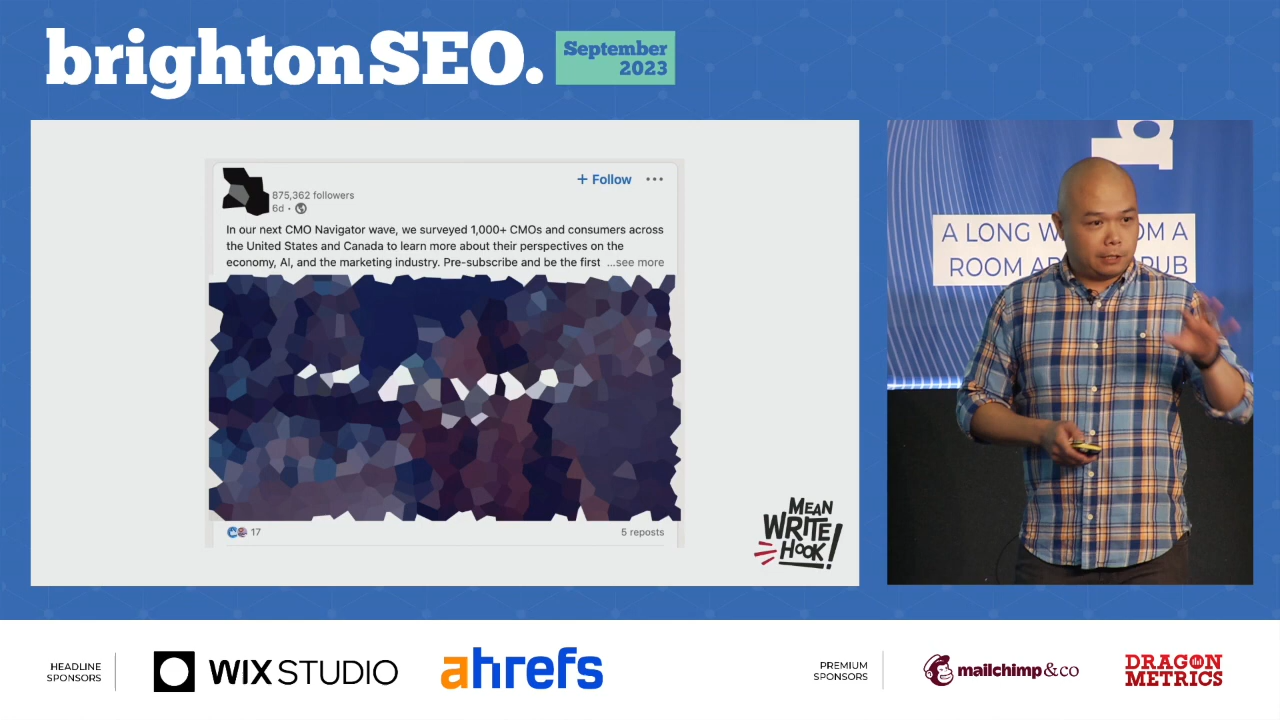 brightonSEO.
September
2023
+ Follow ...
875,362 followers
6d •
In our next CMO Navigator wave, we surveyed 1,000+ CMOs and consumers across
the United States and Canada to learn more about their perspectives on the
economy, AI, and the marketing industry. Pre-subscribe and be the first ...see more
17
5 reposts
MEAN
WRITE
HOOK!
A LONG W OM A
ROOM A PUB
HEADLINE
SPONSORS
WIX STUDIO
ahrefs
PREMIUM
SPONSORS
mailchimp&co
DRAGON
METRICS